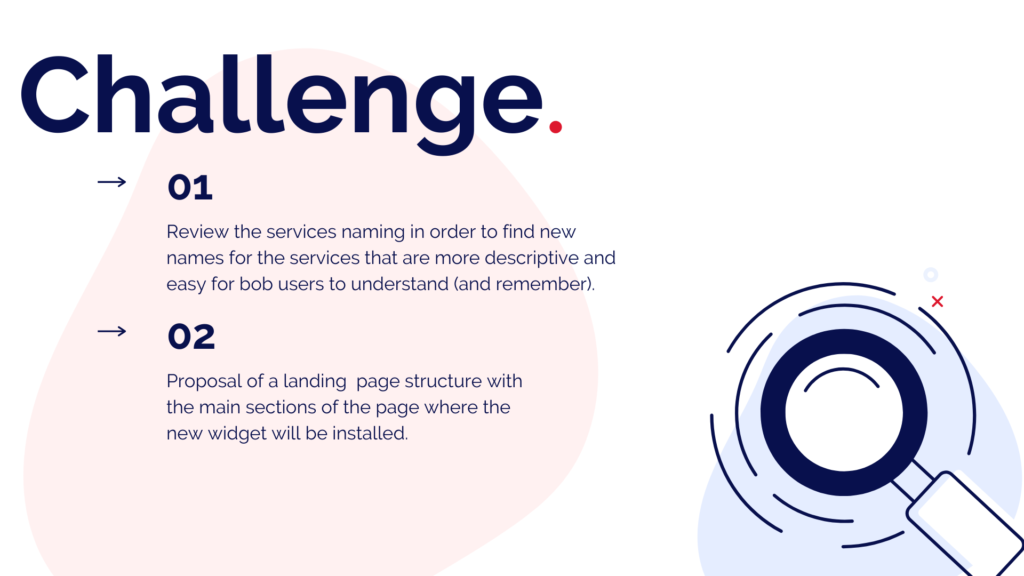 Challenge.
01
Review the services naming in order to find new
names for the services that are more descriptive and
easy for bob users to understand (and remember).
02
Proposal of a landing  page structure with
the main sections of the page where the
new widget will be installed.